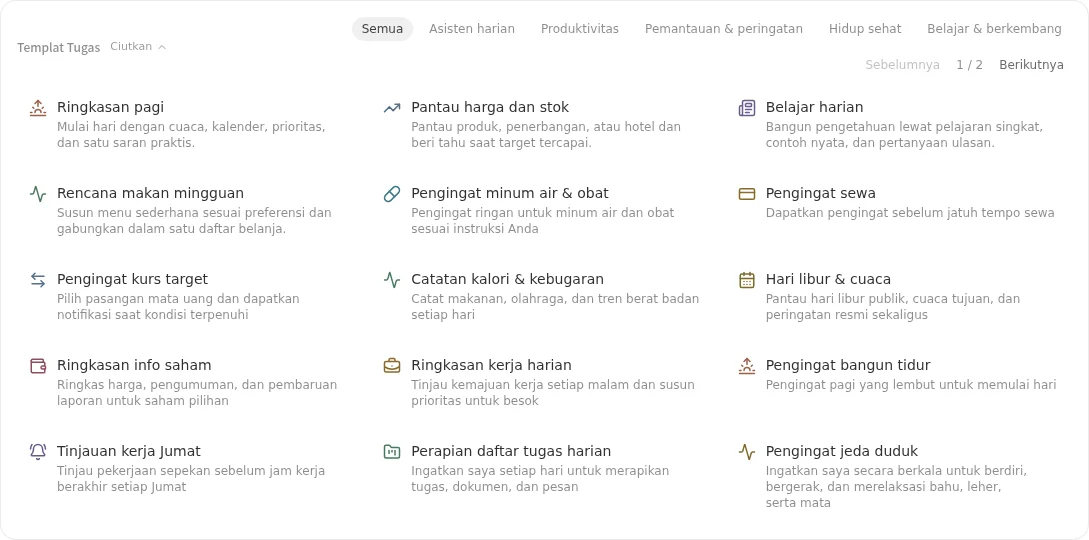 Templat Tugas
Ciutkan
Semua
Asisten harian
Produktivitas
Pemantauan & peringatan
Hidup sehat
Belajar & berkembang
Sebelumnya
1 / 2
Berikutnya
Ringkasan pagi
Mulai hari dengan cuaca, kalender, prioritas,
dan satu saran praktis.
Pantau harga dan stok
Pantau produk, penerbangan, atau hotel dan
beri tahu saat target tercapai.
Belajar harian
Bangun pengetahuan lewat pelajaran singkat,
contoh nyata, dan pertanyaan ulasan.
Rencana makan mingguan
Susun menu sederhana sesuai preferensi dan
gabungkan dalam satu daftar belanja.
Pengingat minum air & obat
Pengingat ringan untuk minum air dan obat
sesuai instruksi Anda
Pengingat sewa
Dapatkan pengingat sebelum jatuh tempo sewa
Pengingat kurs target
Pilih pasangan mata uang dan dapatkan
notifikasi saat kondisi terpenuhi
Catatan kalori & kebugaran
Catat makanan, olahraga, dan tren berat badan
setiap hari
Hari libur & cuaca
Pantau hari libur publik, cuaca tujuan, dan
peringatan resmi sekaligus
Ringkasan info saham
Ringkas harga, pengumuman, dan pembaruan
laporan untuk saham pilihan
Ringkasan kerja harian
Tinjau kemajuan kerja setiap malam dan susun
prioritas untuk besok
Pengingat bangun tidur
Pengingat pagi yang lembut untuk memulai hari
Tinjauan kerja Jumat
Tinjau pekerjaan sepekan sebelum jam kerja
berakhir setiap Jumat
Perapian daftar tugas harian
Ingatkan saya setiap hari untuk merapikan
tugas, dokumen, dan pesan
Pengingat jeda duduk
Ingatkan saya secara berkala untuk berdiri,
bergerak, dan merelaksasi bahu, leher,
serta mata